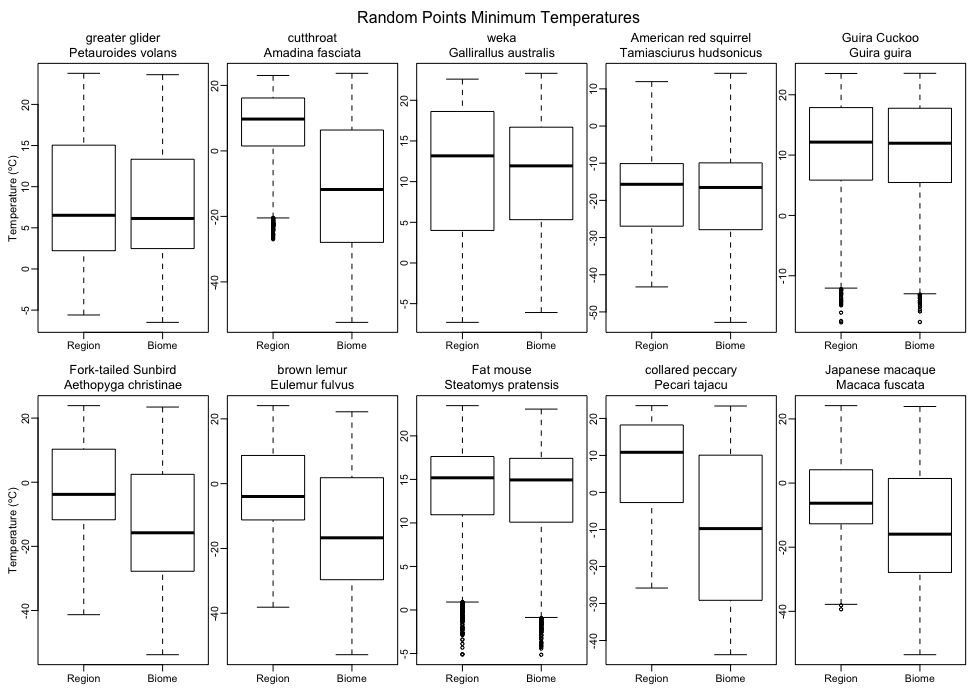 Random Points Minimum Temperatures
greater glider
Petauroides volans
cutthroat
Amadina fasciata
weka
Gallirallus australis
American red squirrel
Tamiasciurus hudsonicus
Guira Cuckoo
Guira guira
Temperature (°C)
20
15
10
5
0
-5
Region
Biome
20
0
-20
-40
Region
Biome
20
15
10
5
0
-5
Region
Biome
10
0
-10
-20
-30
-40
-50
Region
Biome
20
10
0
-10
Region
Biome
Fork-tailed Sunbird
Aethopyga christinae
brown lemur
Eulemur fulvus
Fat mouse
Steatomys pratensis
collared peccary
Pecari tajacu
Japanese macaque
Macaca fuscata
Temperature (°C)
20
0
-20
-40
Region
Biome
20
0
-20
-40
Region
Biome
20
15
10
5
0
-5
Region
Biome
20
10
0
-10
-20
-30
-40
Region
Biome
20
0
-20
-40
Region
Biome